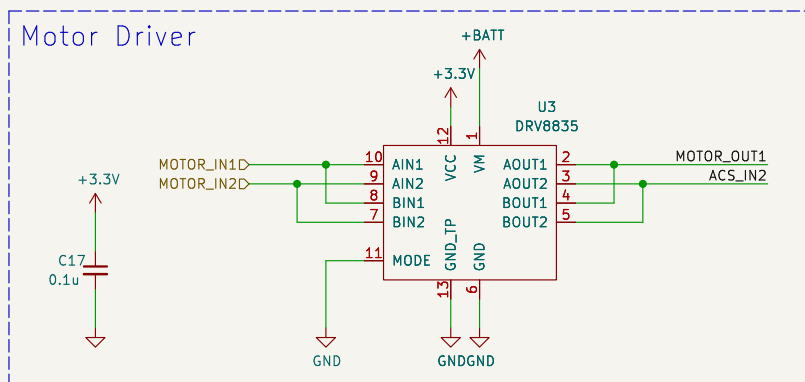 Motor Driver
+BATT
+3.3V
U3
DRV8835
12
1
MOTOR_IN1
10
AIN1
VCC
VM
AOUT1
2
MOTOR_OUT1
MOTOR_IN2
9
AIN2
AOUT2
3
ACS_IN2
+3.3V
8
BIN1
BOUT1
4
7
BIN2
BOUT2
5
C17
0.1u
11
MODE
GND_TP
GND
13
6
GND
GND
GND